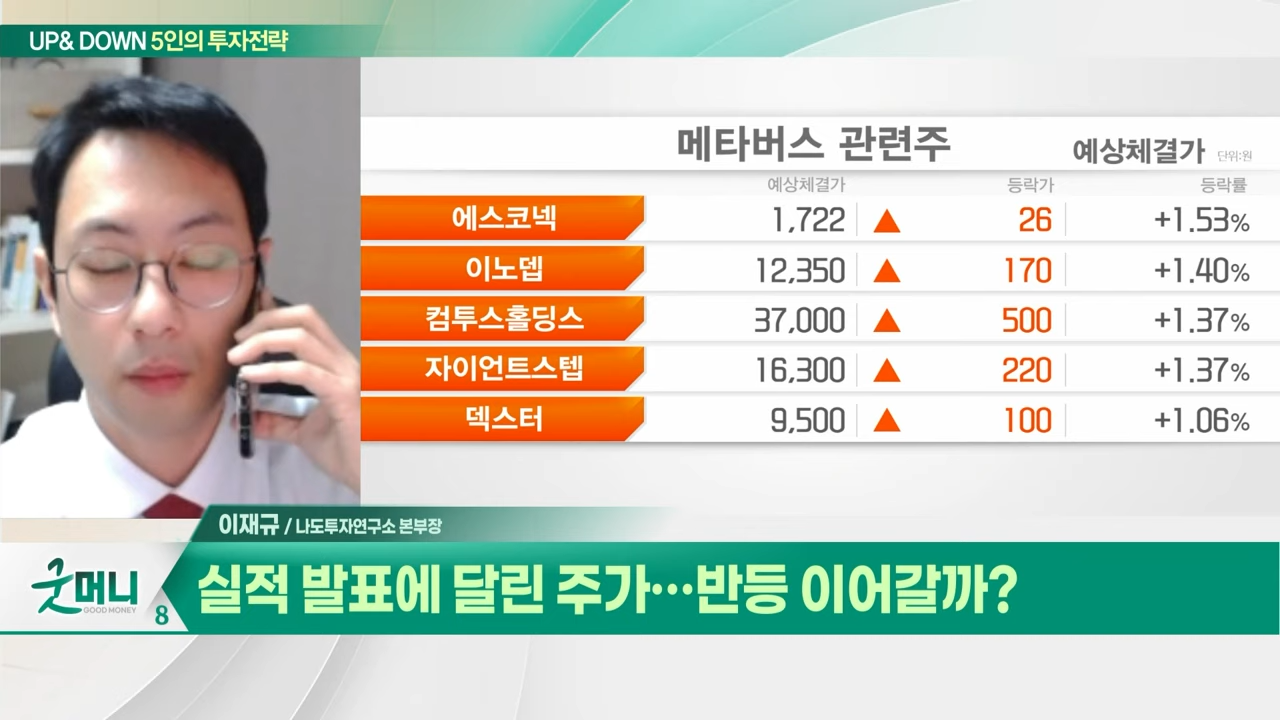 UP& DOWN 5인의 투자전략
메타버스 관련주
예상체결가 단위:원
예상체결가 등락가 등락률
에스코넥 1,722 ▲ 26 +1.53%
이노뎁 12,350 ▲ 170 +1.40%
컴투스홀딩스 37,000 ▲ 500 +1.37%
자이언트스텝 16,300 ▲ 220 +1.37%
덱스터 9,500 ▲ 100 +1.06%
이재규 / 나도투자연구소 본부장
굿머니
GOOD MONEY
8
실적 발표에 달린 주가…반등 이어갈까?